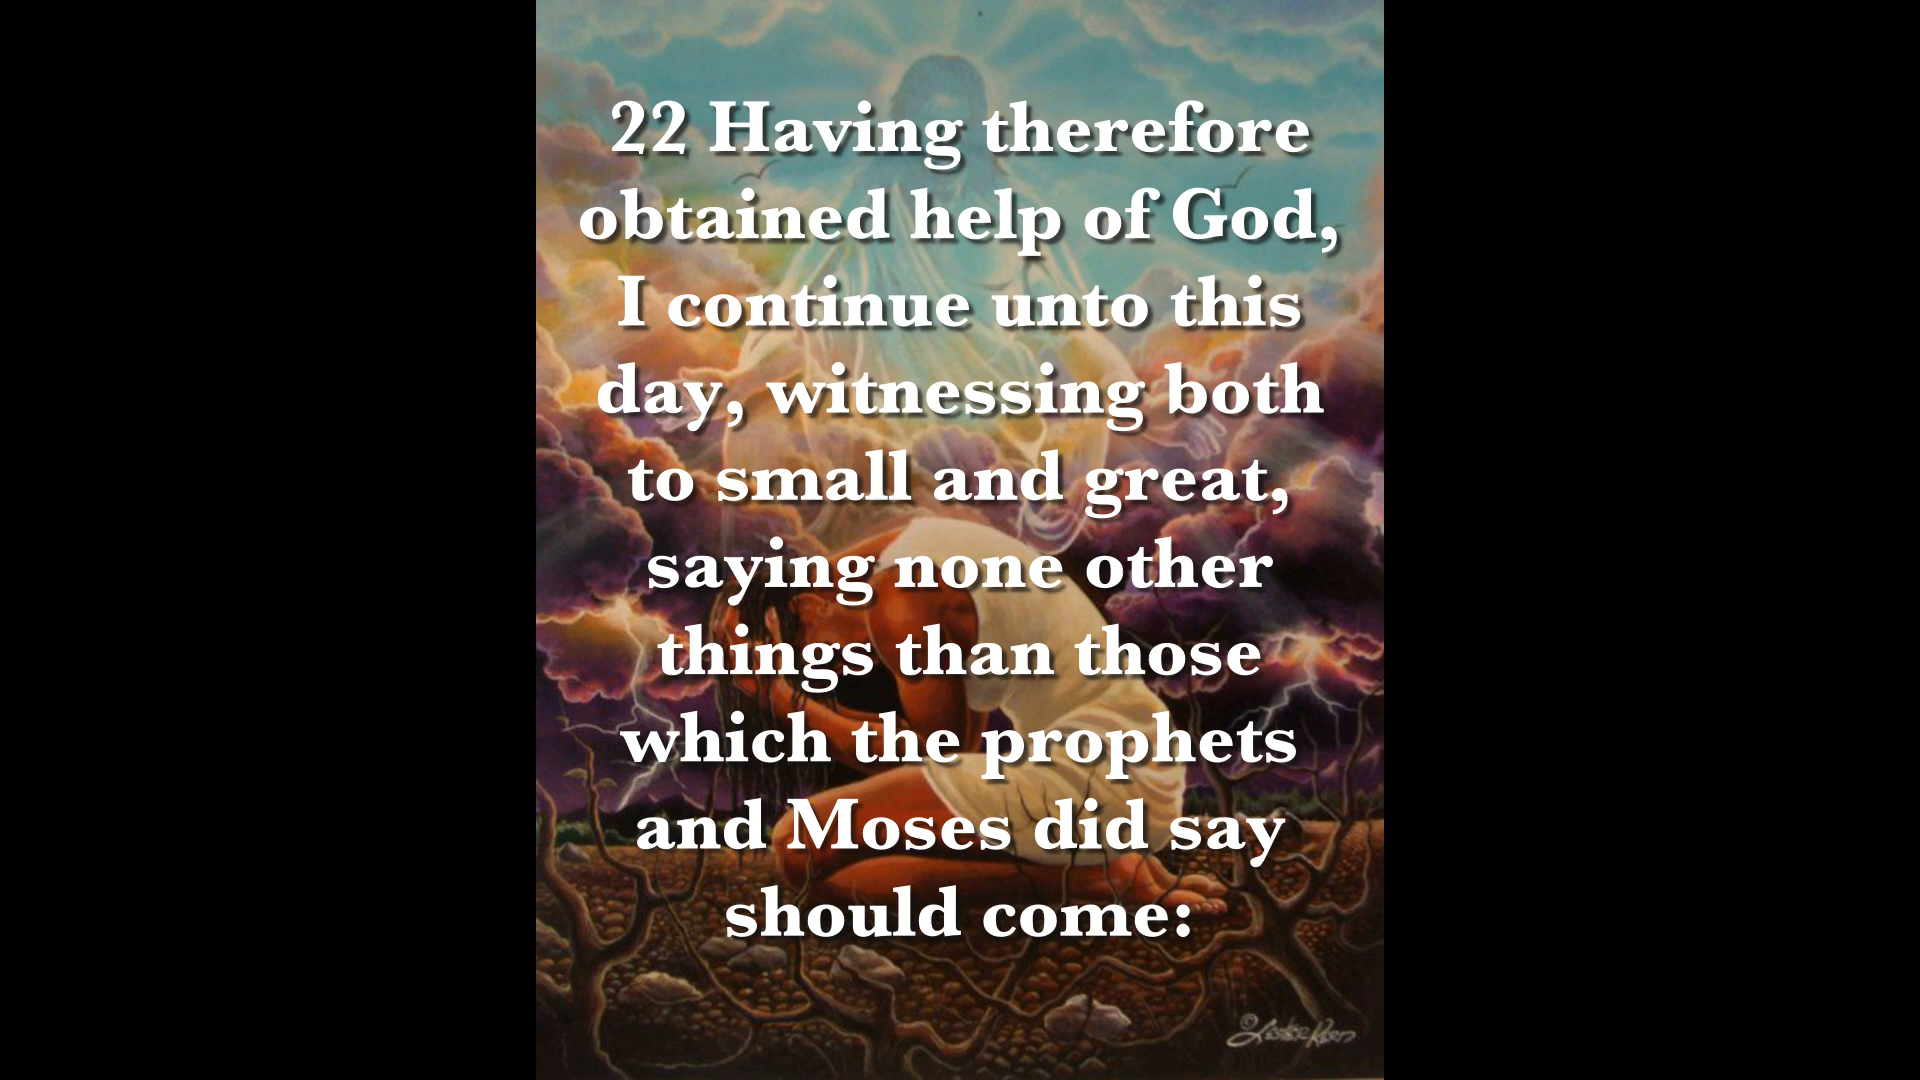 22 Having therefore
obtained help of God,
I continue unto this
day, witnessing both
to small and great,
saying none other
things than those
which the prophets
and Moses did say
should come: